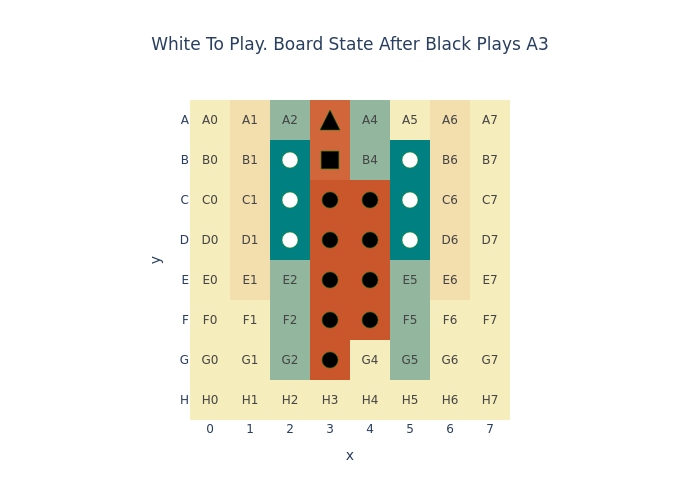 White To Play. Board State After Black Plays A3
A A0 A1 A2 A4 A5 A6 A7
B B0 B1 B4 B6 B7
C C0 C1 C6 C7
D D0 D1 D6 D7
E E0 E1 E2 E5 E6 E7
F F0 F1 F2 F5 F6 F7
G G0 G1 G2 G4 G5 G6 G7
H H0 H1 H2 H3 H4 H5 H6 H7
0 1 2 3 4 5 6 7
x
y